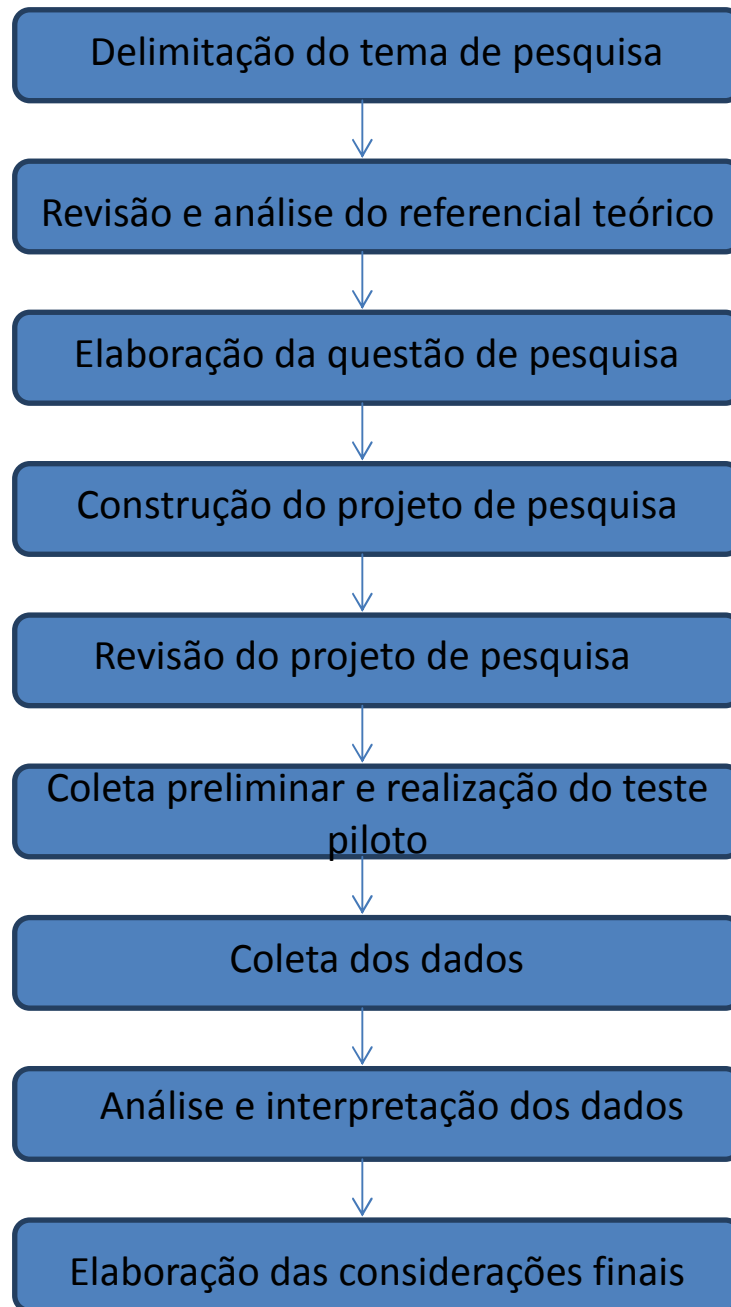 Delimitação do tema de pesquisa
Revisão e análise do referencial teórico
Elaboração da questão de pesquisa
Construção do projeto de pesquisa
Revisão do projeto de pesquisa
Coleta preliminar e realização do teste
piloto
Coleta dos dados
Análise e interpretação dos dados
Elaboração das considerações finais